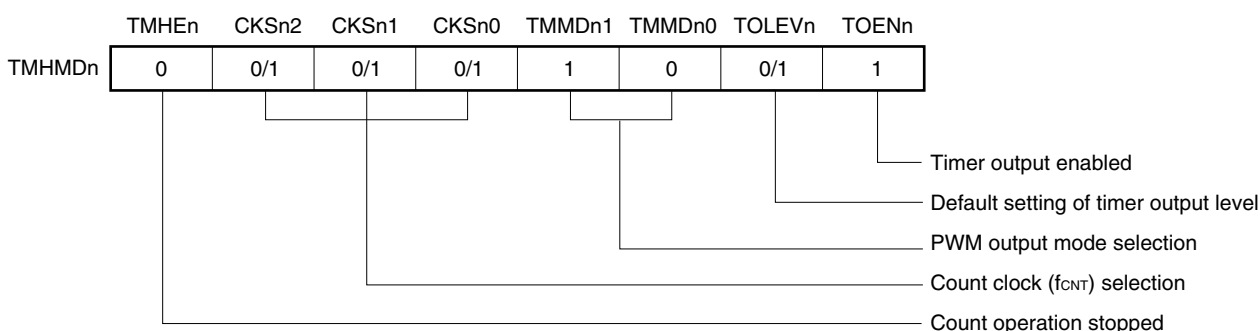 TMHEn CKSn2 CKSn1 CKSn0 TMMDn1 TMMDn0 TOLEVn TOENn
TMHMDn 0 0/1 0/1 0/1 1 0 0/1 1
Timer output enabled
Default setting of timer output level
PWM output mode selection
Count clock (fCNT) selection
Count operation stopped